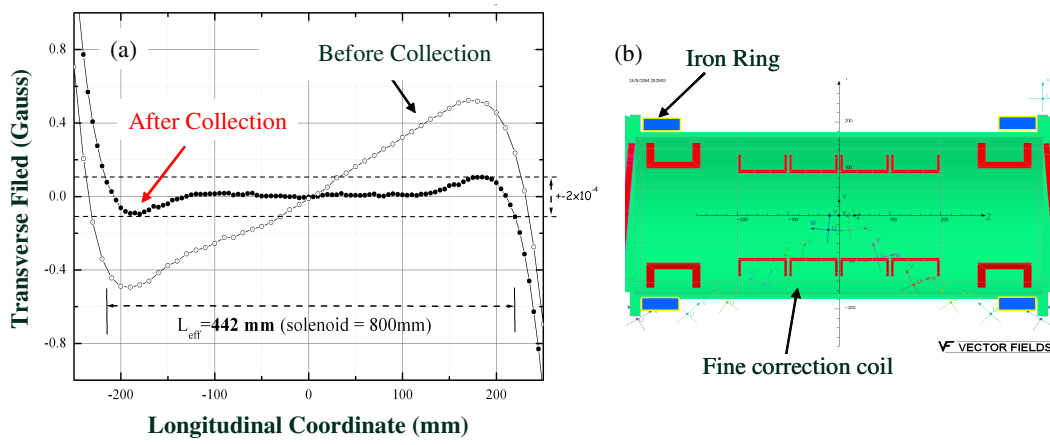 (a)
Before Collection
After Collection
Transverse Filed (Gauss)
0.8
0.4
0.0
-0.4
-0.8
+-2x10⁻⁴
L_eff=442 mm (solenoid = 800mm)
-200
-100
0
100
200
Longitudinal Coordinate (mm)
(b)
Iron Ring
Fine correction coil
VF VECTOR FIELDS